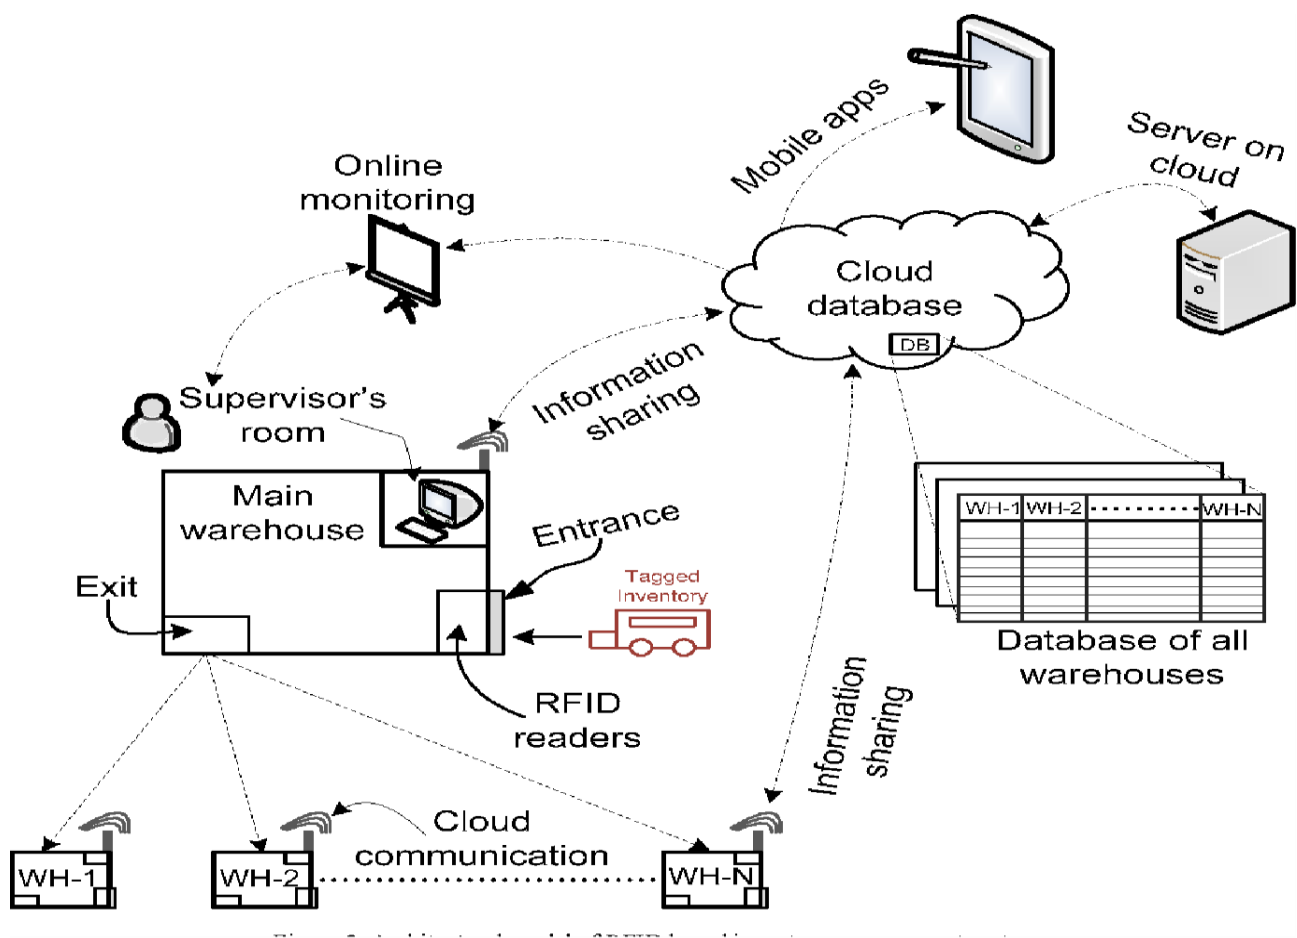 Mobile apps
Server on
cloud
Online
monitoring
Cloud
database
DB
Information
sharing
Supervisor's
room
Main
warehouse
Entrance
Exit
Tagged
Inventory
RFID
readers
WH-1 WH-2 WH-N
Database of all
warehouses
Information
sharing
Cloud
communication
WH-1
WH-2
WH-N